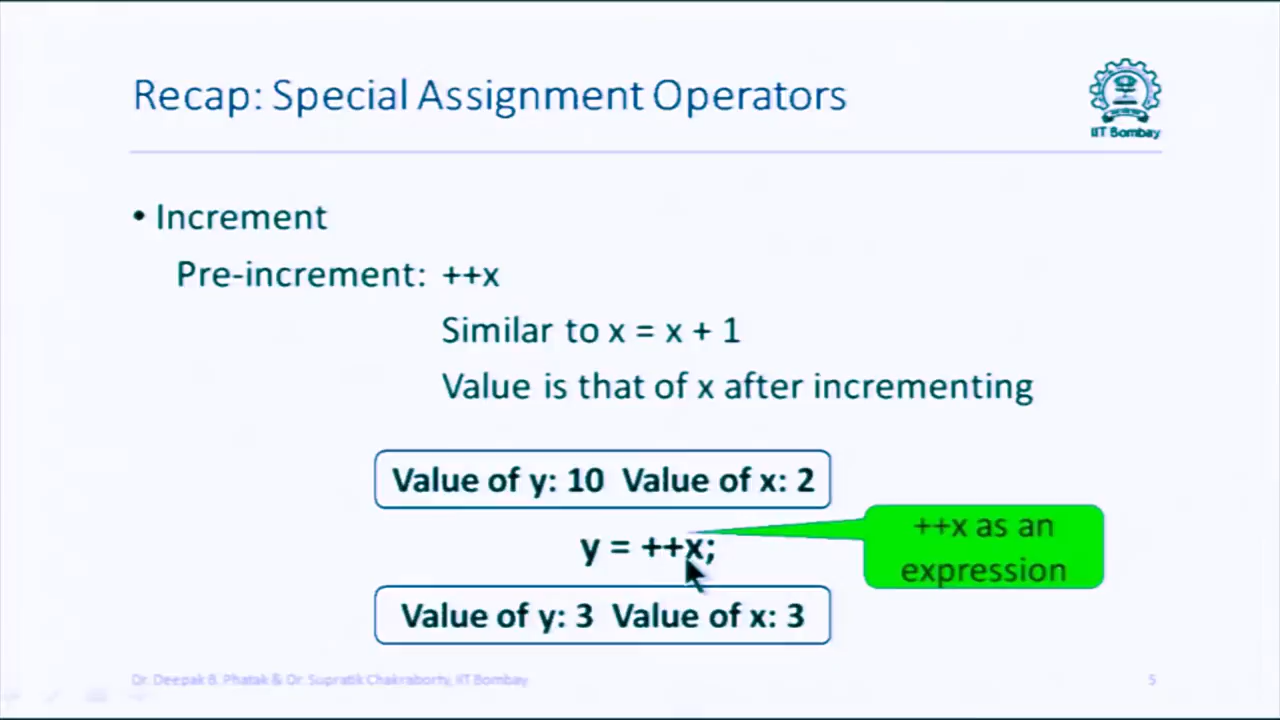 Recap: Special Assignment Operators
IIT Bombay
• Increment
Pre-increment: ++x
Similar to x = x + 1
Value is that of x after incrementing
Value of y: 10 Value of x: 2
y = ++x;
++x as an
expression
Value of y: 3 Value of x: 3
Dr. Deepak B. Phatak & Dr. Supratik Chakraborty, IIT Bombay
5